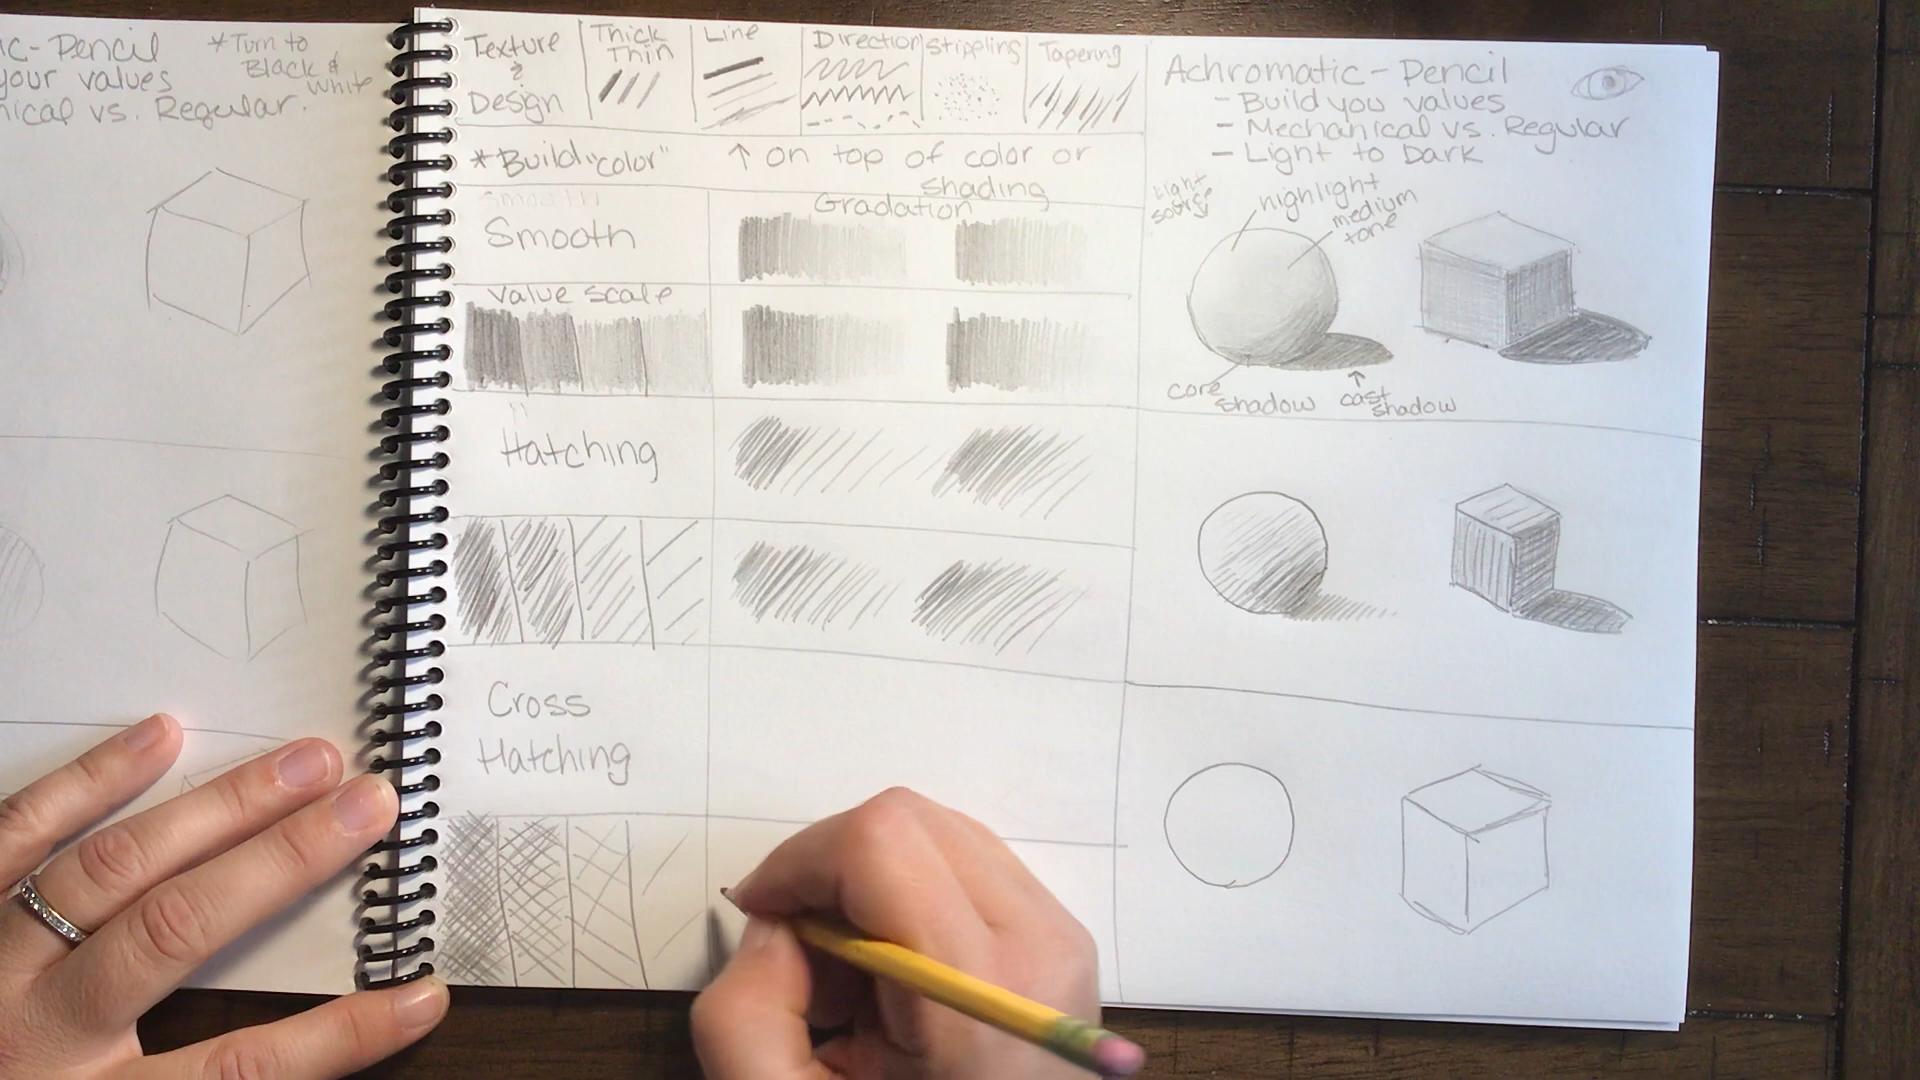 c-Pencil
your values
nical vs. Regular.
*Turn to
Black &
White
Texture
&
Design
Thick
Thin
Line
Direction
Stippling
Tapering
*Build "color"
↑ on top of color or
shading
Smooth
Smooth
Gradation
Value scale
Hatching
Cross
Hatching
Achromatic-Pencil
- Build you values
- Mechanical vs. Regular
- Light to Dark
Light
highlight
medium
tone
core
shadow
cast
shadow